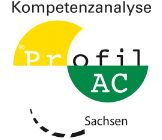 Kompetenzanalyse
®Profil
AC
Sachsen